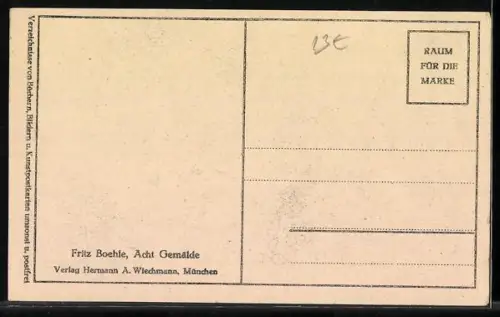 Verzeichnisse von Büchern, Bildern u. Kunstpostkarten umsonst u. postfrei
13€
RAUM
FÜR DIE
MARKE
Fritz Boehle, Acht Gemälde
Verlag Hermann A. Wiechmann, München